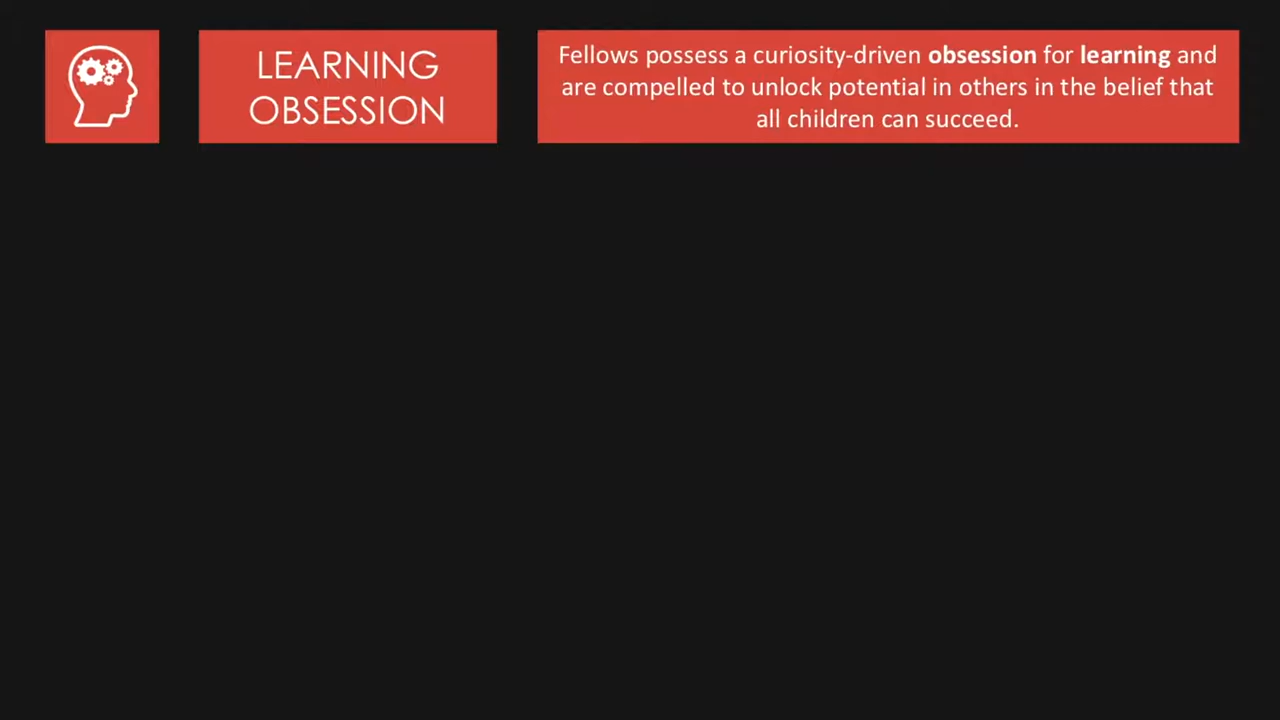 LEARNING
OBSESSION
Fellows possess a curiosity-driven obsession for learning and
are compelled to unlock potential in others in the belief that
all children can succeed.